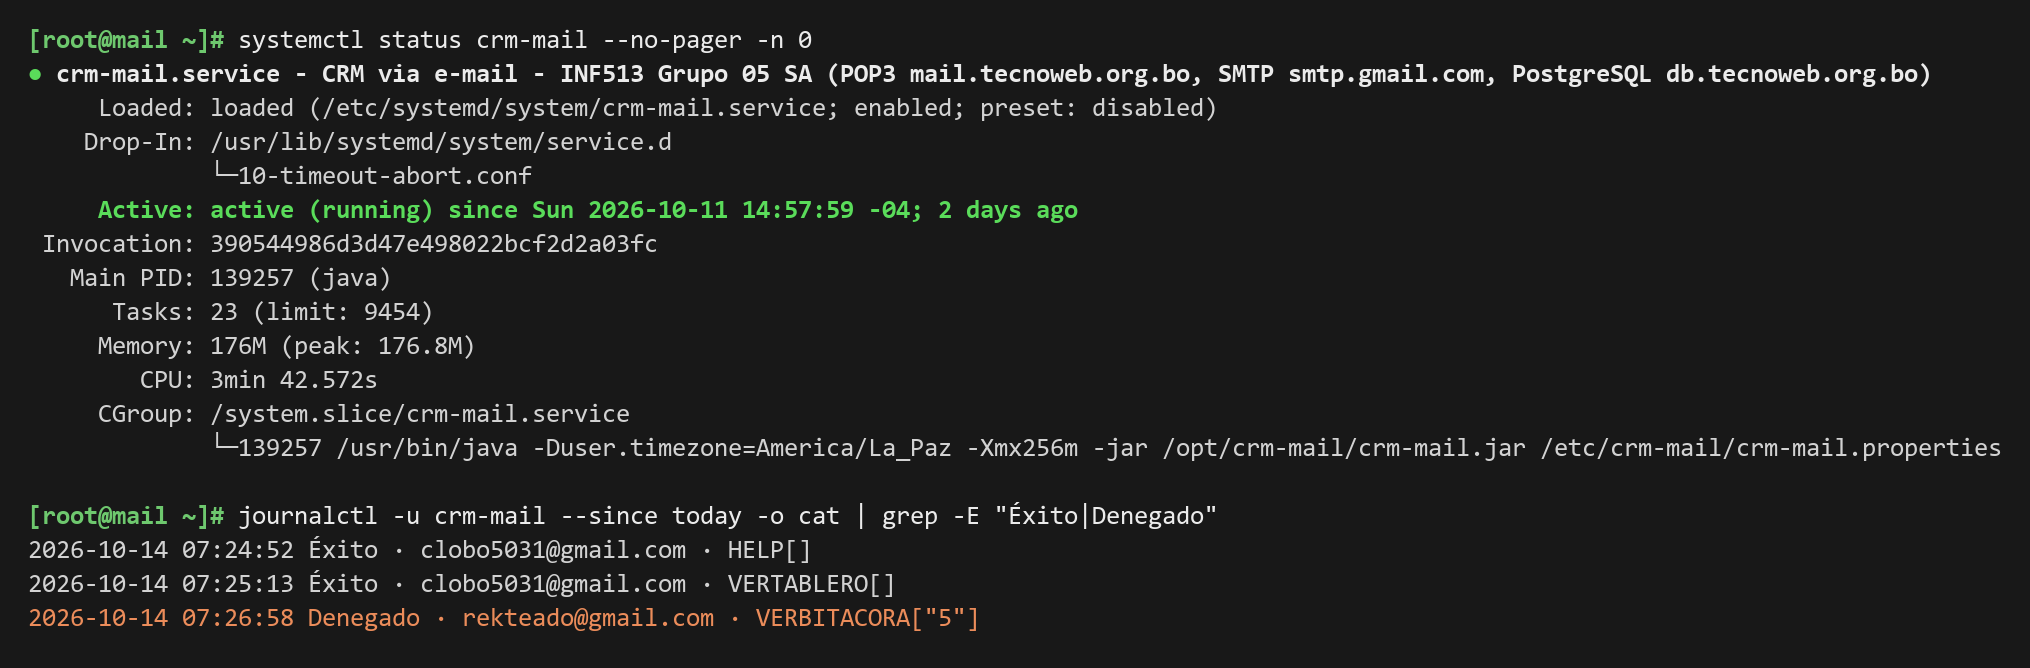 [root@mail ~]# systemctl status crm-mail --no-pager -n 0
● crm-mail.service - CRM via e-mail - INF513 Grupo 05 SA (POP3 mail.tecnoweb.org.bo, SMTP smtp.gmail.com, PostgreSQL db.tecnoweb.org.bo)
     Loaded: loaded (/etc/systemd/system/crm-mail.service; enabled; preset: disabled)
    Drop-In: /usr/lib/systemd/system/service.d
             └─10-timeout-abort.conf
     Active: active (running) since Sun 2026-10-11 14:57:59 -04; 2 days ago
 Invocation: 390544986d3d47e498022bcf2d2a03fc
   Main PID: 139257 (java)
      Tasks: 23 (limit: 9454)
     Memory: 176M (peak: 176.8M)
        CPU: 3min 42.572s
     CGroup: /system.slice/crm-mail.service
             └─139257 /usr/bin/java -Duser.timezone=America/La_Paz -Xmx256m -jar /opt/crm-mail/crm-mail.jar /etc/crm-mail/crm-mail.properties
[root@mail ~]# journalctl -u crm-mail --since today -o cat | grep -E "Éxito|Denegado"
2026-10-14 07:24:52 Éxito · clobo5031@gmail.com · HELP[]
2026-10-14 07:25:13 Éxito · clobo5031@gmail.com · VERTABLERO[]
2026-10-14 07:26:58 Denegado · rekteado@gmail.com · VERBITACORA["5"]